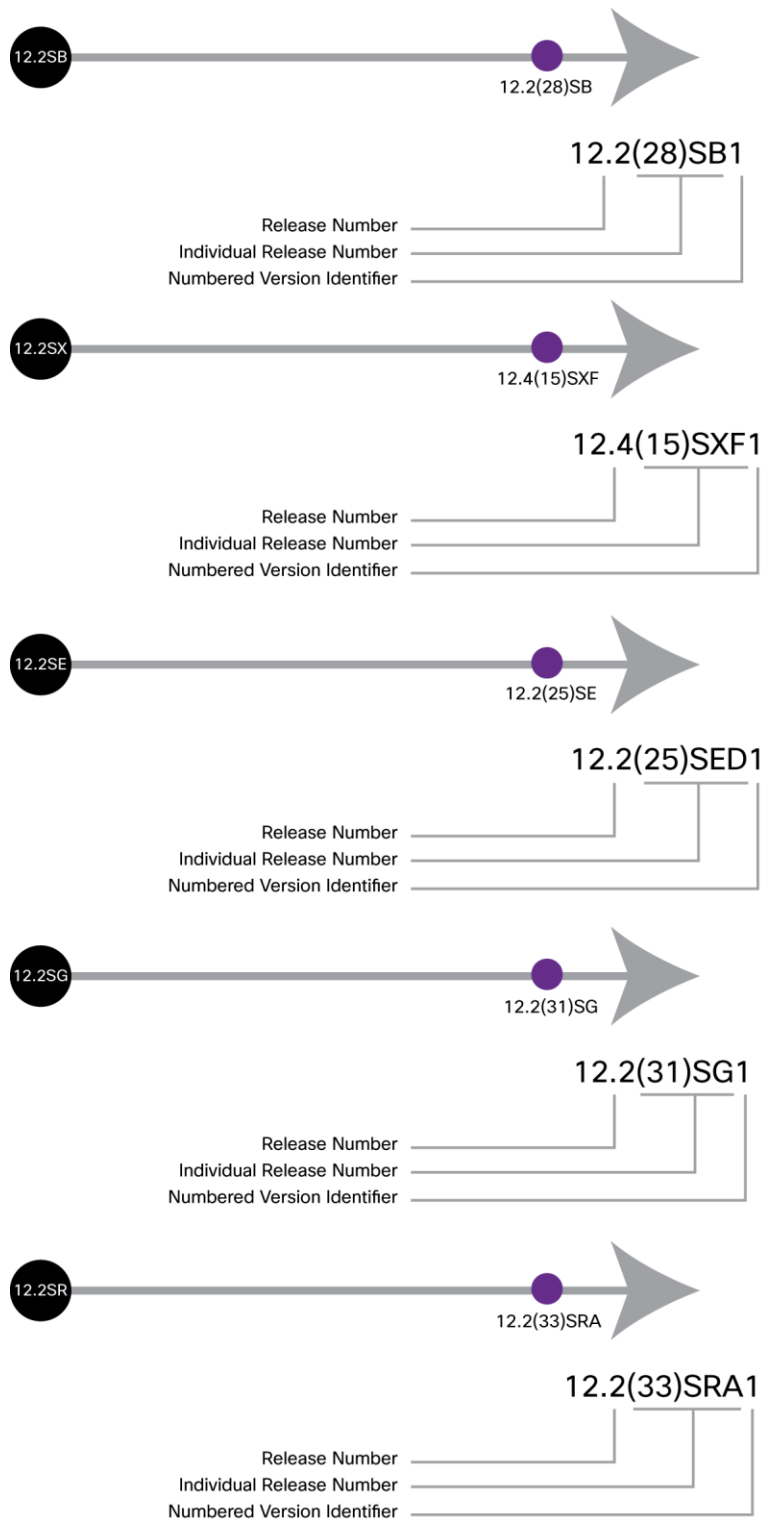 12.2SB
12.2(28)SB
12.2(28)SB1
Release Number
Individual Release Number
Numbered Version Identifier
12.2SX
12.4(15)SXF
12.4(15)SXF1
Release Number
Individual Release Number
Numbered Version Identifier
12.2SE
12.2(25)SE
12.2(25)SED1
Release Number
Individual Release Number
Numbered Version Identifier
12.2SG
12.2(31)SG
12.2(31)SG1
Release Number
Individual Release Number
Numbered Version Identifier
12.2SR
12.2(33)SRA
12.2(33)SRA1
Release Number
Individual Release Number
Numbered Version Identifier